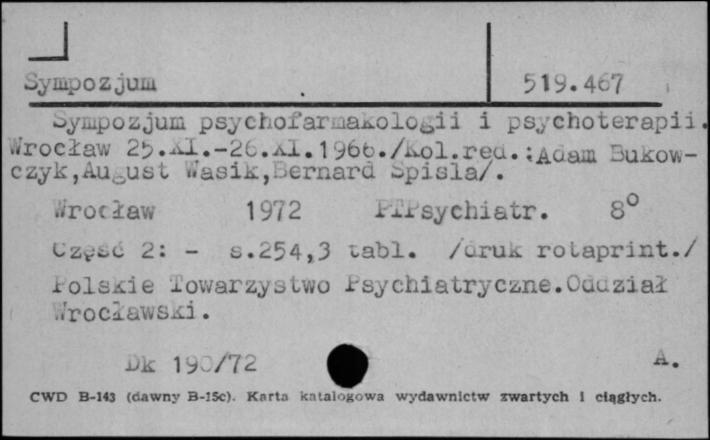 Sympozjum 519.467
Sympozjum psychofarmakologii i psychoterapii.
Wrocław 25.XI.-26.XI.1966./Kol.red.:Adam Bukow-
czyk,August Wasik,Bernard Spisla/.
Wrocław 1972 PTPsychiatr. 8°
Część 2: - s.254,3 tabl. /druk rotaprint./
Polskie Towarzystwo Psychiatryczne.Oddział
Wrocławski.
Dk 190/72 A.
CWD B-143 (dawny B-15c). Karta katalogowa wydawnictw zwartych i ciągłych.